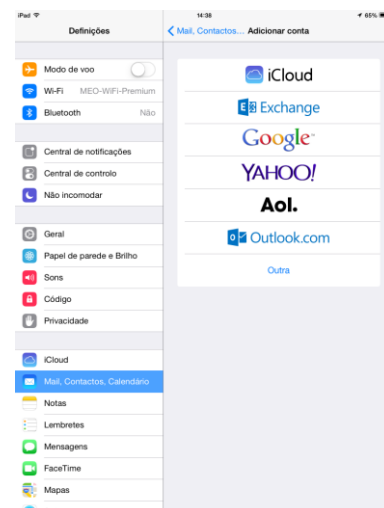 iPad 14:38 65%
Definições
Mail, Contactos... Adicionar conta
Modo de voo
Wi-Fi MEO-WiFi-Premium
Bluetooth Não
Central de notificações
Central de controlo
Não incomodar
Geral
Papel de parede e Brilho
Sons
Código
Privacidade
iCloud
Mail, Contactos, Calendário
Notas
Lembretes
Mensagens
FaceTime
Mapas
iCloud
Exchange
Google
YAHOO!
Aol.
Outlook.com
Outra